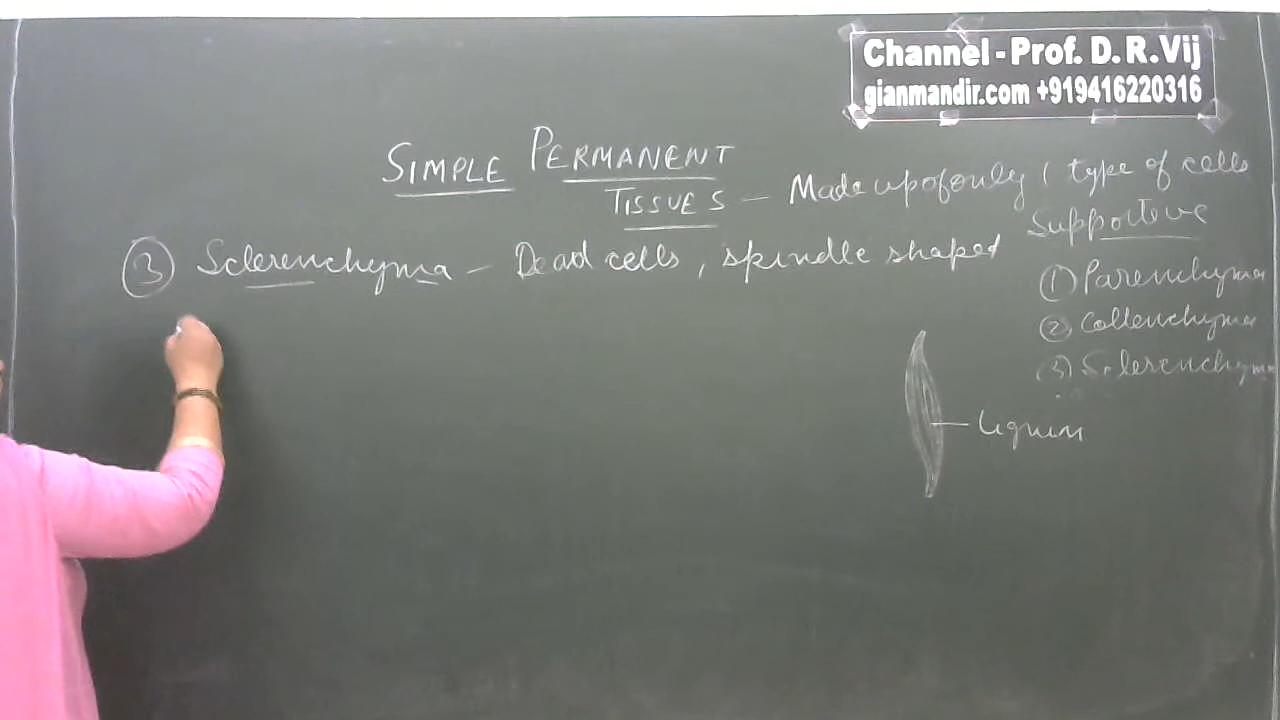 Channel - Prof. D.R.Vij
gianmandir.com +919416220316
SIMPLE PERMANENT
TISSUES — Made up of only 1 type of cells
Supportive
③ Sclerenchyma – Dead cells, spindle shaped
① Parenchyma
② Collenchyma
③ Sclerenchyma
Lignin